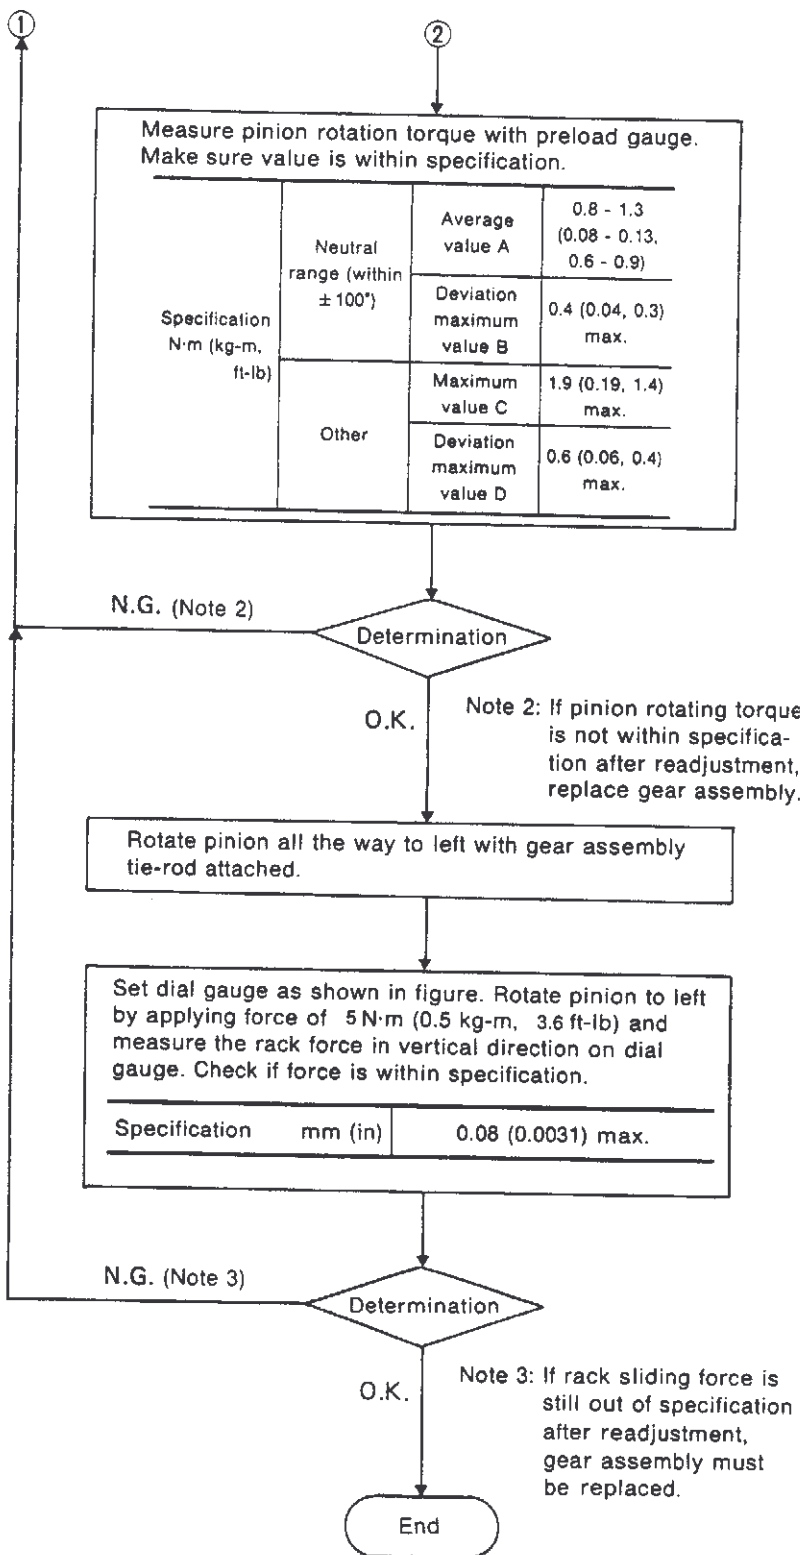 1
2
Measure pinion rotation torque with preload gauge.
Make sure value is within specification.
Specification
N·m (kg-m,
ft-lb)
Neutral
range (within
± 100°)
Average
value A
0.8 - 1.3
(0.08 - 0.13,
0.6 - 0.9)
Deviation
maximum
value B
0.4 (0.04, 0.3)
max.
Other
Maximum
value C
1.9 (0.19, 1.4)
max.
Deviation
maximum
value D
0.6 (0.06, 0.4)
max.
N.G. (Note 2)
Determination
O.K.
Note 2: If pinion rotating torque
is not within specifica-
tion after readjustment,
replace gear assembly.
Rotate pinion all the way to left with gear assembly
tie-rod attached.
Set dial gauge as shown in figure. Rotate pinion to left
by applying force of 5 N·m (0.5 kg-m, 3.6 ft-lb) and
measure the rack force in vertical direction on dial
gauge. Check if force is within specification.
Specification mm (in) 0.08 (0.0031) max.
N.G. (Note 3)
Determination
O.K.
Note 3: If rack sliding force is
still out of specification
after readjustment,
gear assembly must
be replaced.
End